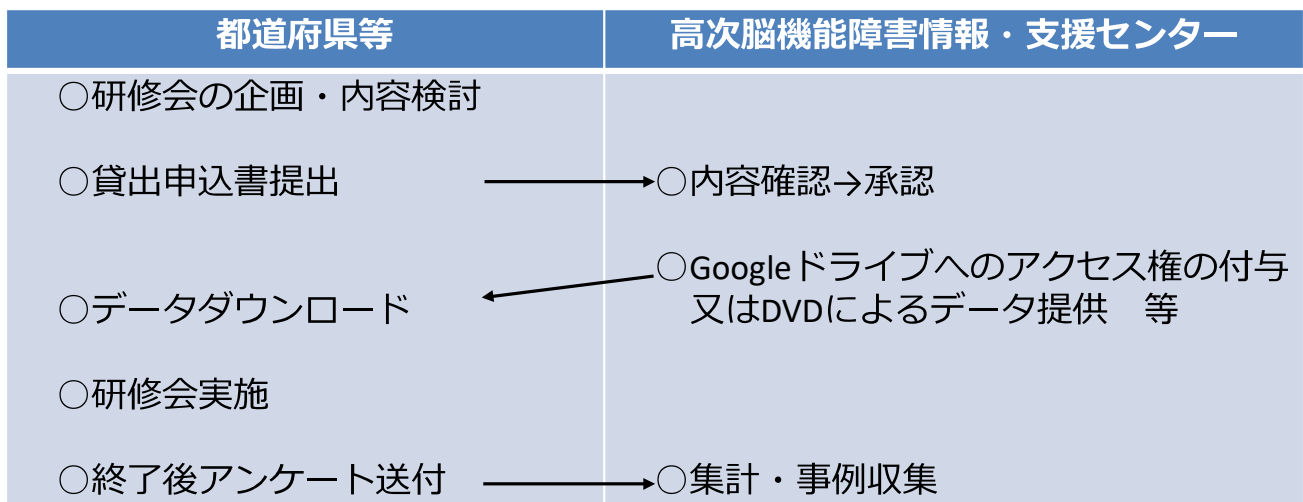 都道府県等
高次脳機能障害情報・支援センター
○研修会の企画・内容検討
○貸出申込書提出
○内容確認→承認
○Googleドライブへのアクセス権の付与
又はDVDによるデータ提供　等
○データダウンロード
○研修会実施
○終了後アンケート送付
○集計・事例収集